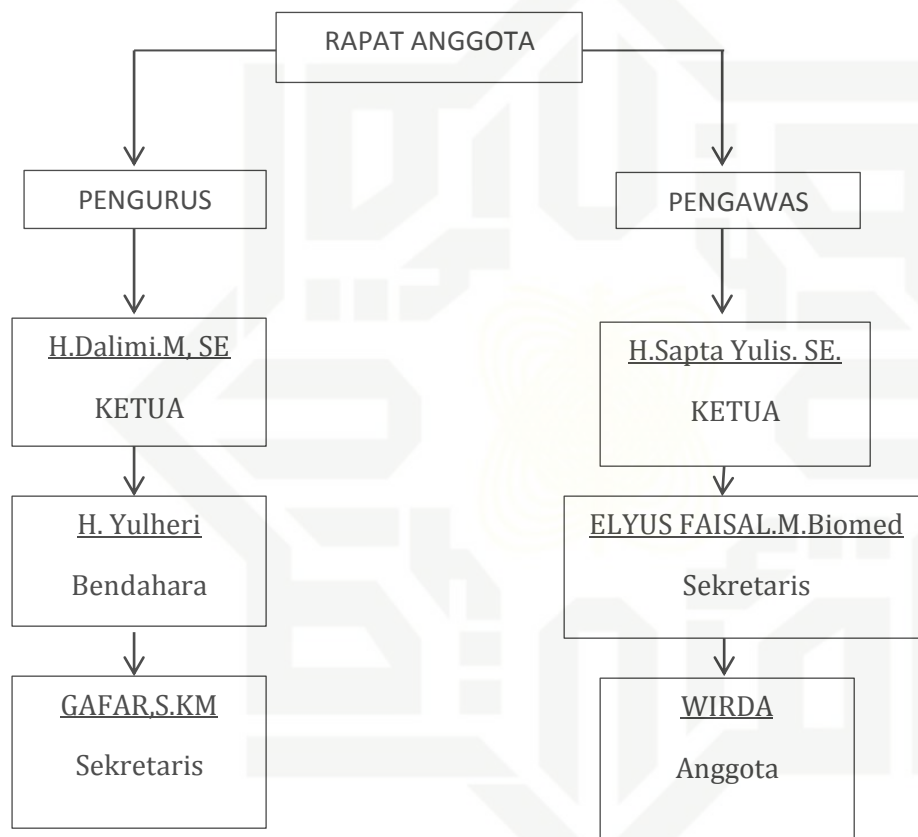 RAPAT ANGGOTA
PENGURUS
PENGAWAS
H.Dalimi.M, SE
KETUA
H.Sapta Yulis. SE.
KETUA
H. Yulheri
Bendahara
ELYUS FAISAL.M.Biomed
Sekretaris
GAFAR,S.KM
Sekretaris
WIRDA
Anggota